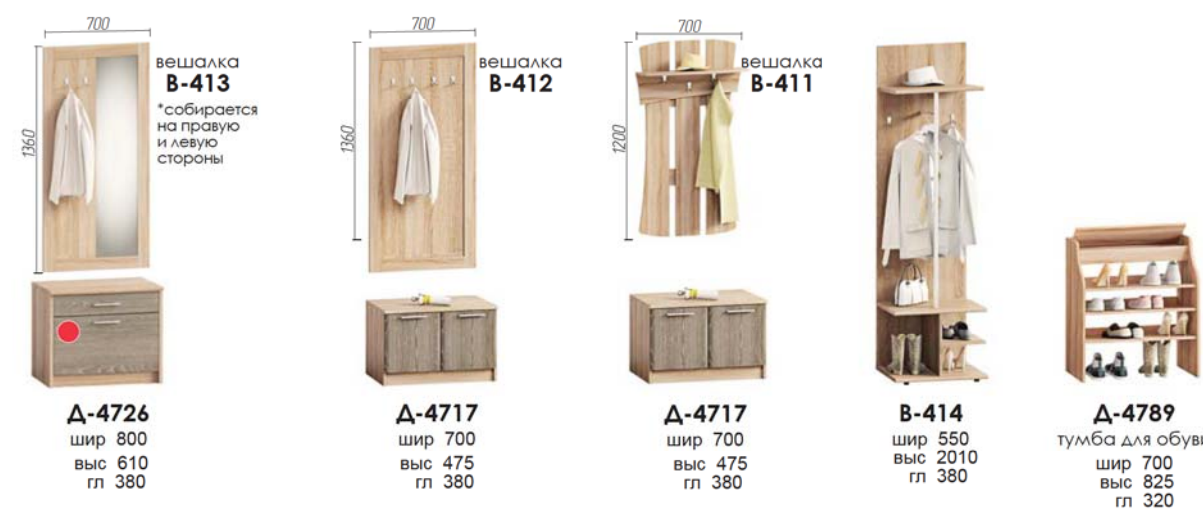 700
1360
вешалка
В-413
*собирается
на правую
и левую
стороны
Д-4726
шир 800
выс 610
гл 380
700
1360
вешалка
В-412
Д-4717
шир 700
выс 475
гл 380
700
1200
вешалка
В-411
Д-4717
шир 700
выс 475
гл 380
В-414
шир 550
выс 2010
гл 380
Д-4789
тумба для обуви
шир 700
выс 825
гл 320